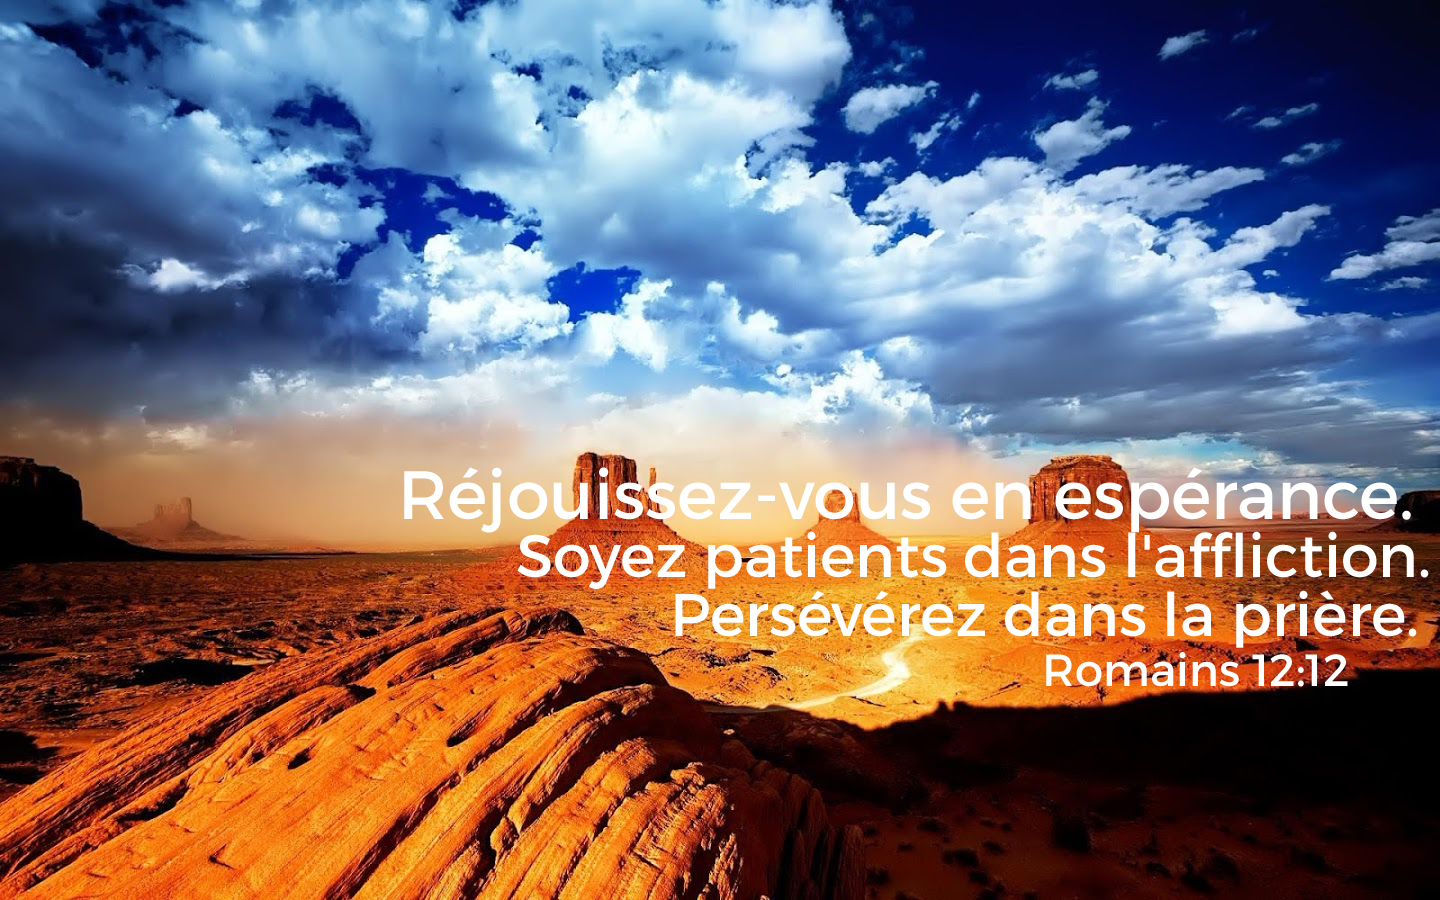 Réjouissez-vous en espérance.
Soyez patients dans l'affliction.
Persévérez dans la prière.
Romains 12:12